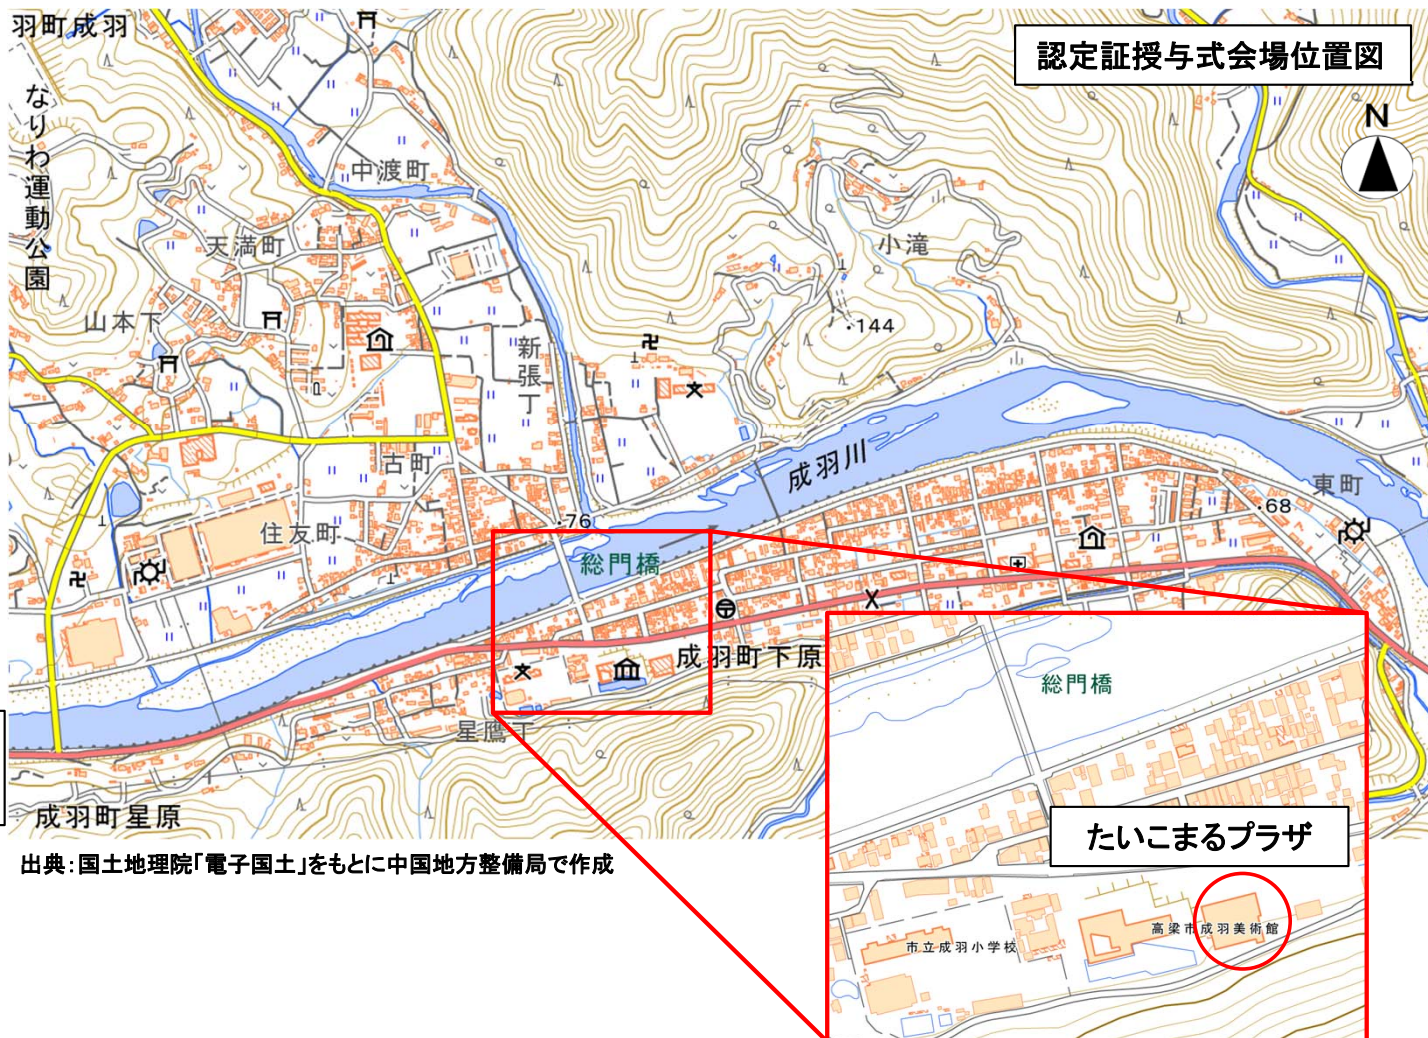 羽町成羽
認定証授与式会場位置図
N
なりわ運動公園
中渡町
天満町
小滝
山本下
144
新張丁
成羽川
古町
東町
68
76
住友町
総門橋
成羽町下原
総門橋
星鷹丁
成羽町星原
たいこまるプラザ
出典:国土地理院「電子国土」をもとに中国地方整備局で作成
高梁市成羽美術館
市立成羽小学校